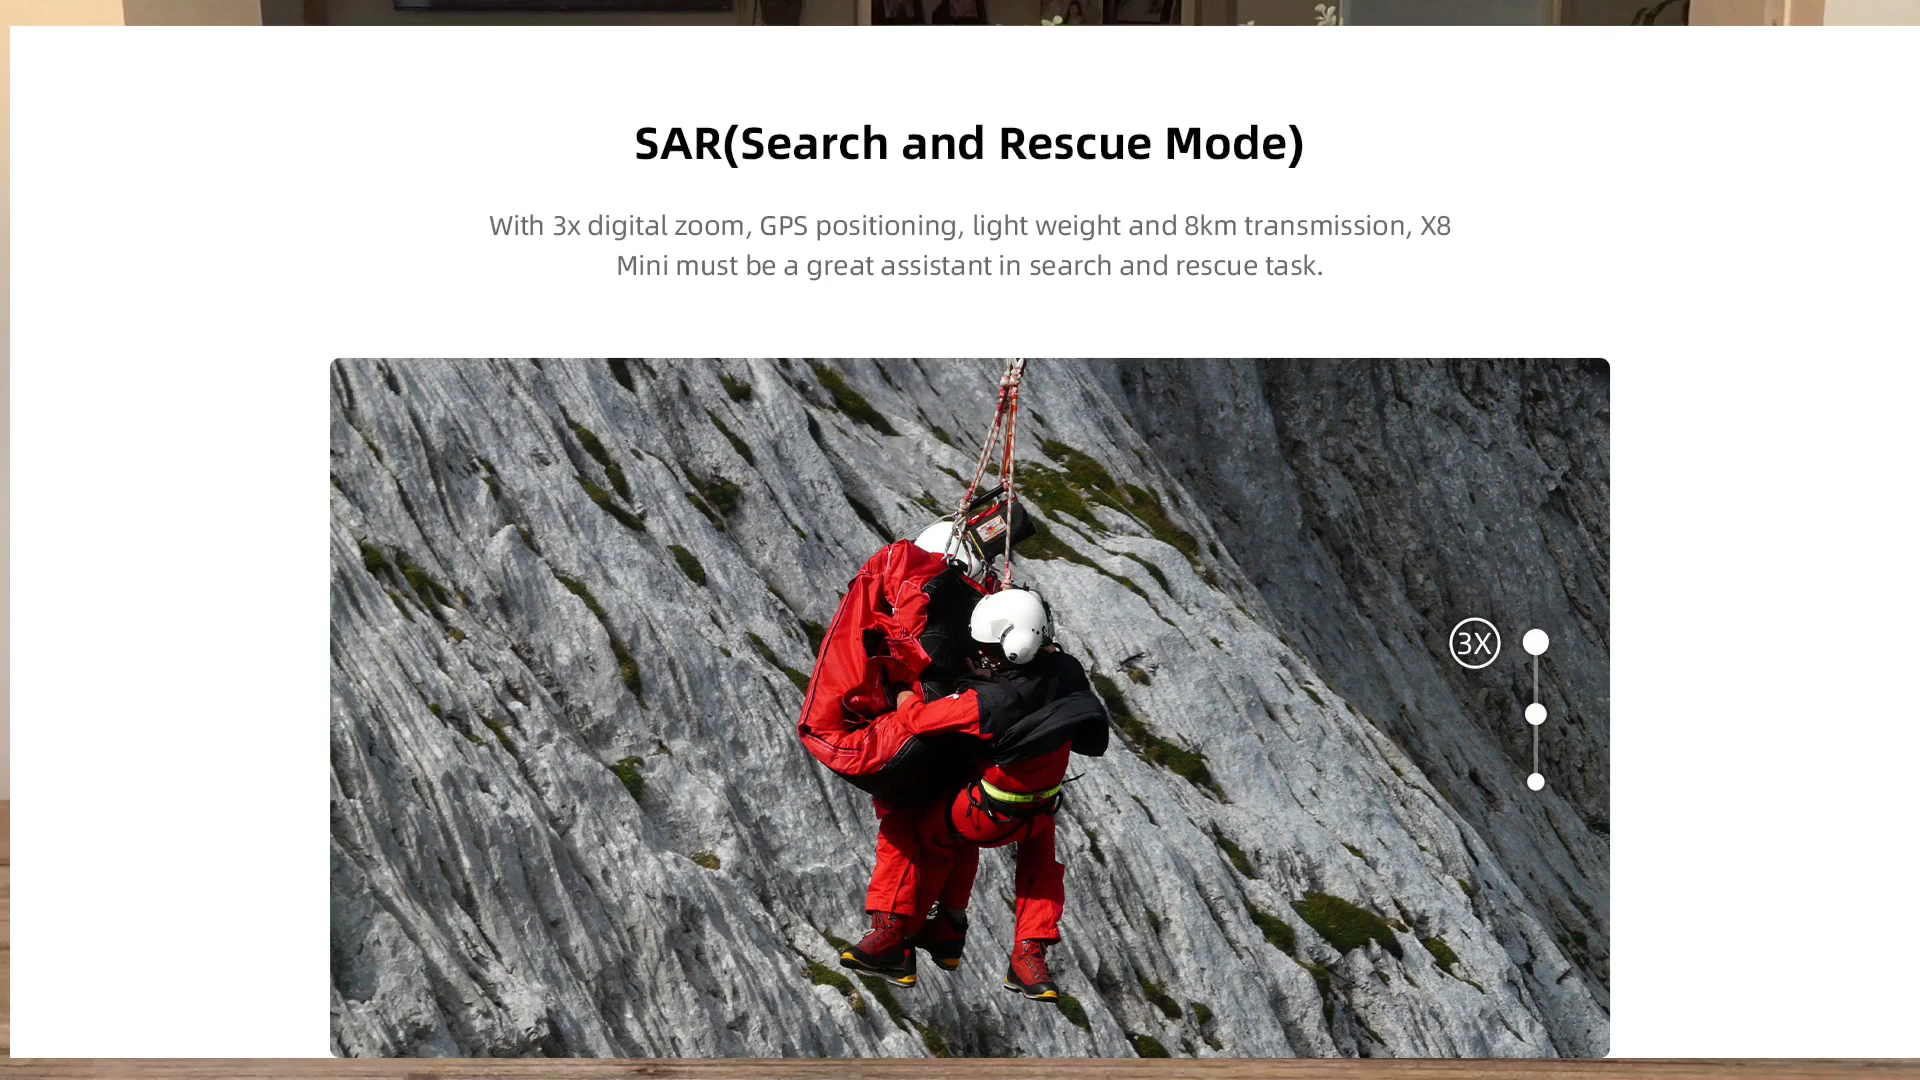 SAR(Search and Rescue Mode)
With 3x digital zoom, GPS positioning, light weight and 8km transmission, X8
Mini must be a great assistant in search and rescue task.
3X